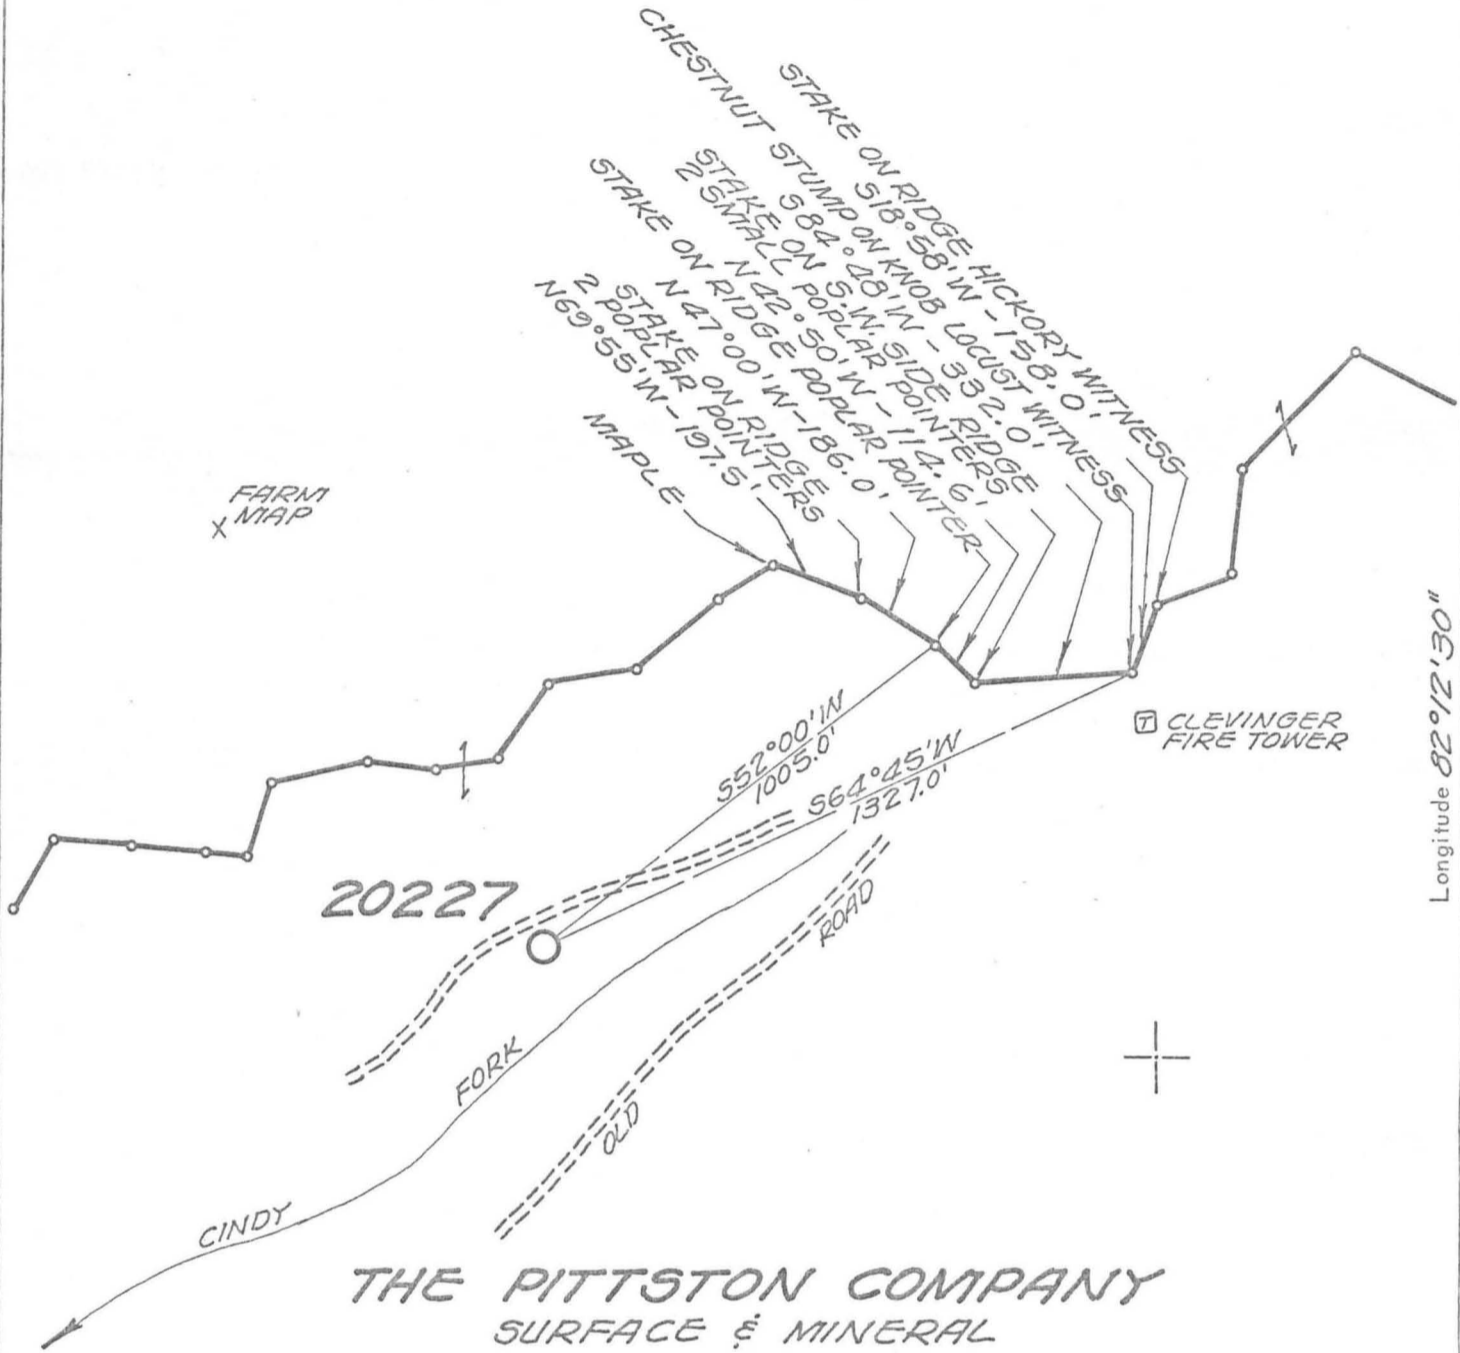 STAKE ON RIDGE HICKORY WITNESS
S18°58'W - 158.0'
CHESTNUT STUMP ON KNOB LOCUST WITNESS
S84°48'W - 332.0'
STAKE ON S.W. SIDE RIDGE
2 SMALL POPLAR POINTERS
N42°50'W - 114.6'
STAKE ON RIDGE POPLAR POINTER
N47°00'W - 186.0'
STAKE ON RIDGE
2 POPLAR POINTERS
N69°55'W - 197.5'
MAPLE
FARM
X MAP
T CLEVINGER
FIRE TOWER
Longitude 82°12'30"
S52°00'W
1005.0'
S64°45'W
1327.0'
20227
ROAD
FORK
OLD
CINDY
THE PITTSTON COMPANY
SURFACE & MINERAL